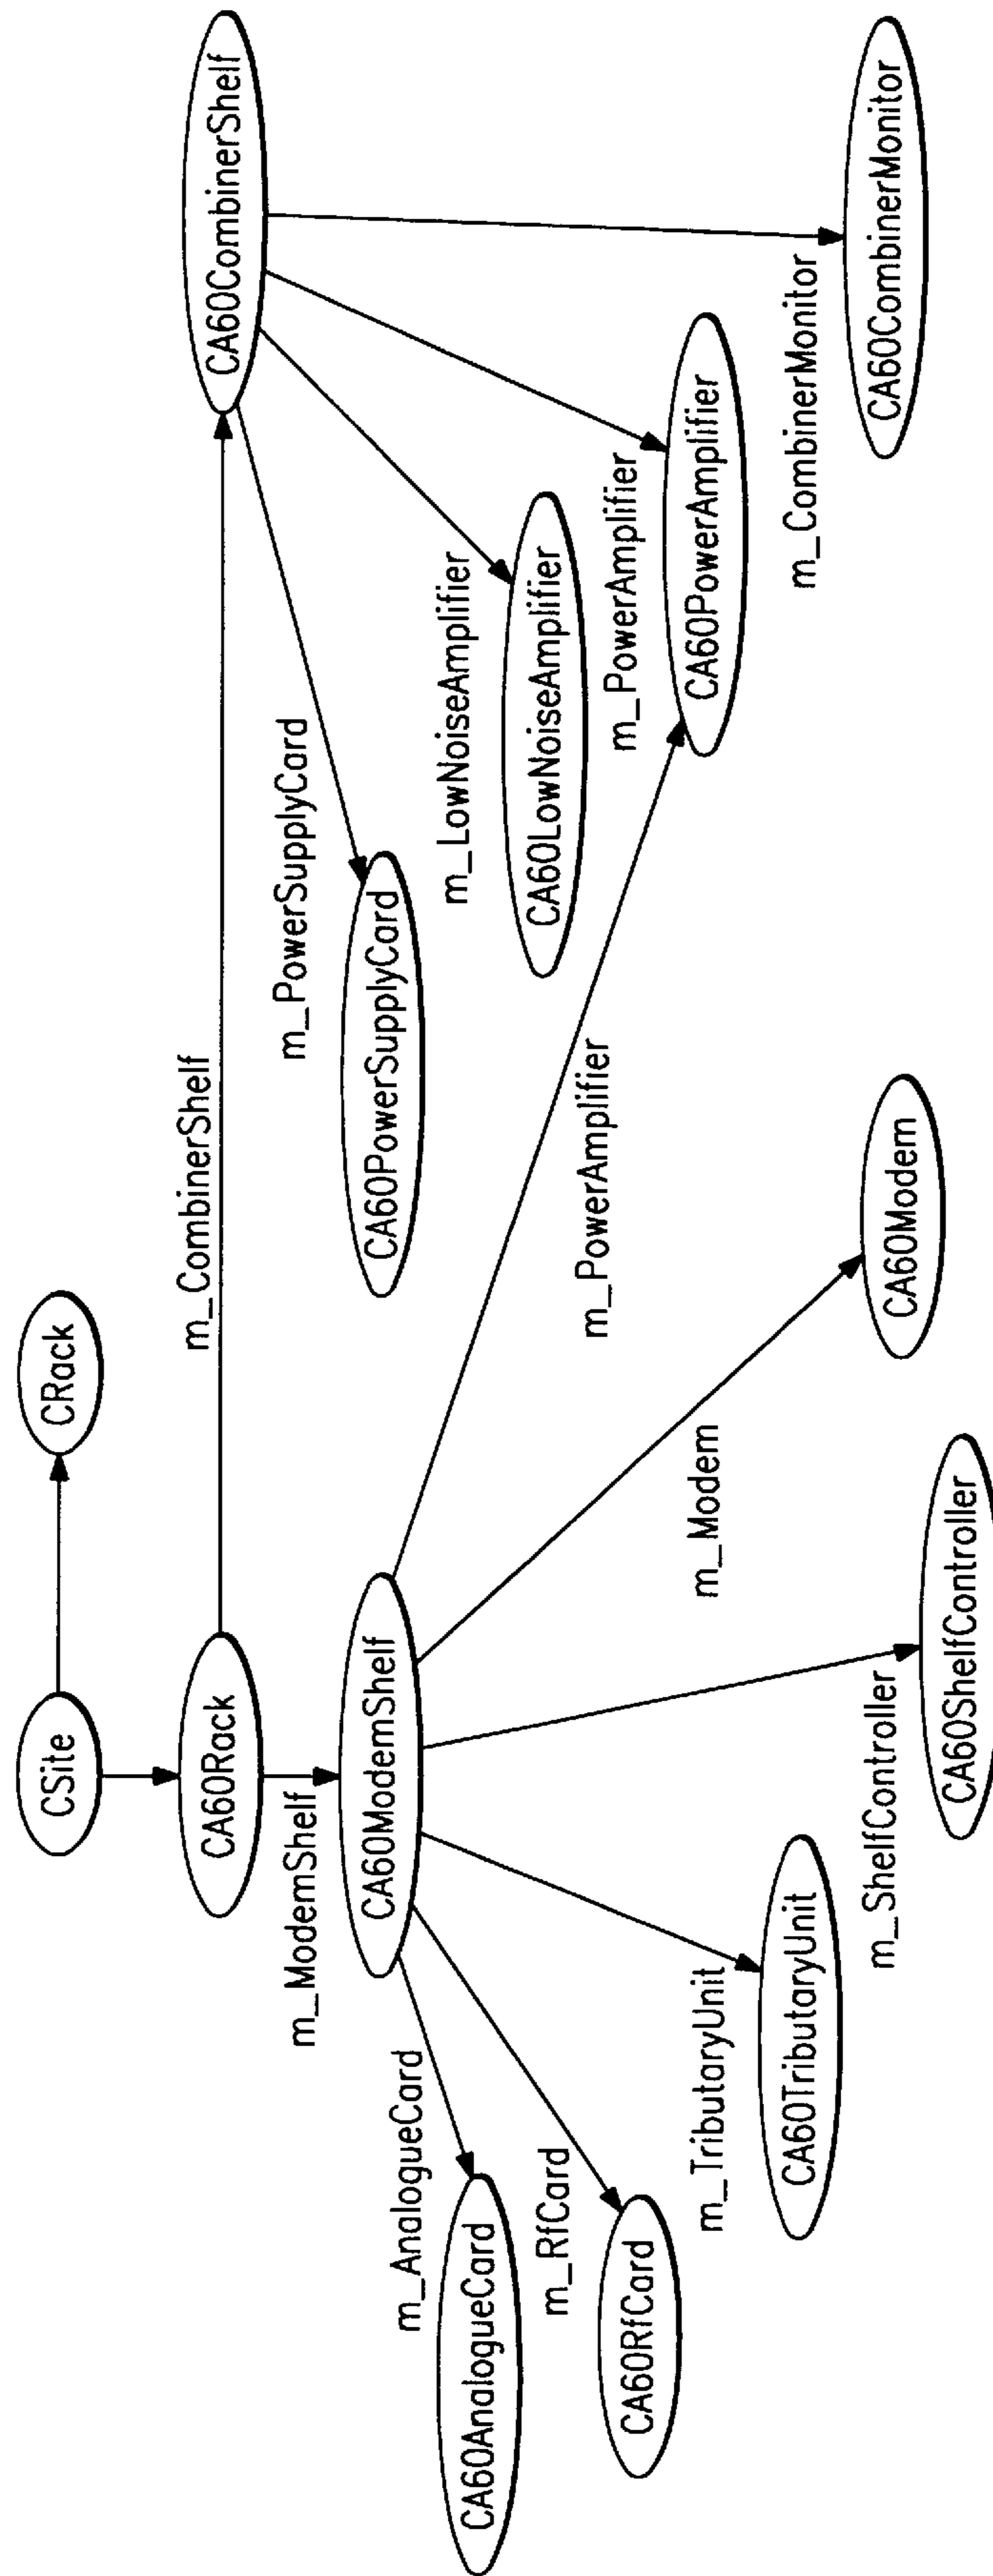 CSite
CRack
CA60Rack
m_CombinerShelf
CA60CombinerShelf
m_ModemShelf
CA60ModemShelf
m_PowerSupplyCard
CA60PowerSupplyCard
m_AnalogueCard
CA60AnalogueCard
m_LowNoiseAmplifier
CA60LowNoiseAmplifier
m_RfCard
CA60RfCard
m_PowerAmplifier
m_PowerAmplifier
CA60PowerAmplifier
m_TributaryUnit
CA60TributaryUnit
m_Modem
CA60Modem
m_CombinerMonitor
CA60CombinerMonitor
m_ShelfController
CA60ShelfController